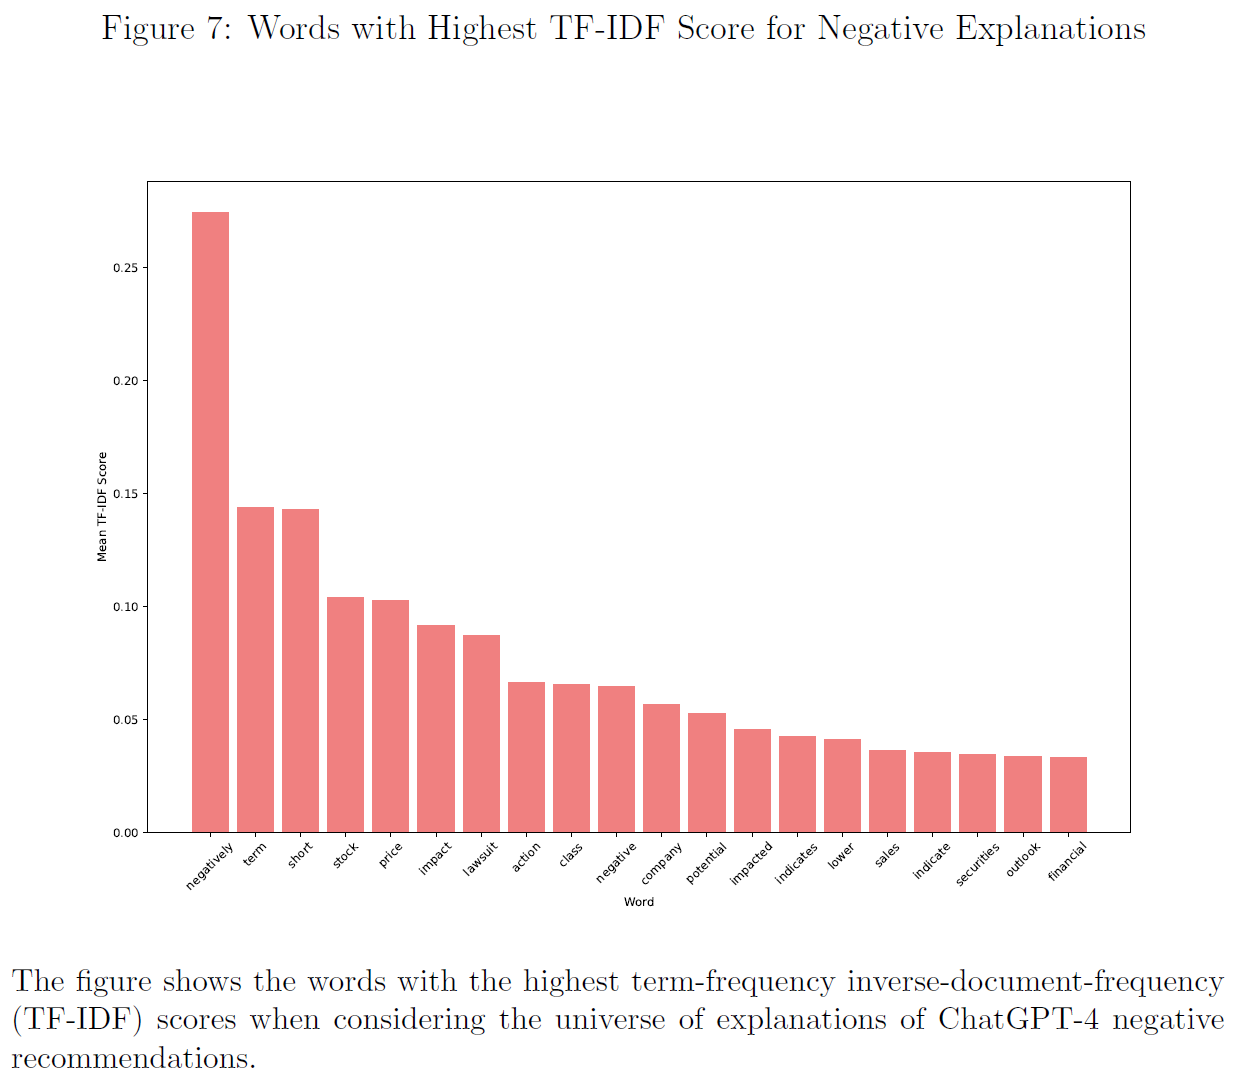 Figure 7: Words with Highest TF-IDF Score for Negative Explanations
0.25
0.20
0.15
0.10
0.05
0.00
Mean TF-IDF Score
negatively
term
short
stock
price
impact
lawsuit
action
class
negative
company
potential
impacted
indicates
lower
sales
indicate
securities
outlook
financial
Word
The figure shows the words with the highest term-frequency inverse-document-frequency
(TF-IDF) scores when considering the universe of explanations of ChatGPT-4 negative
recommendations.